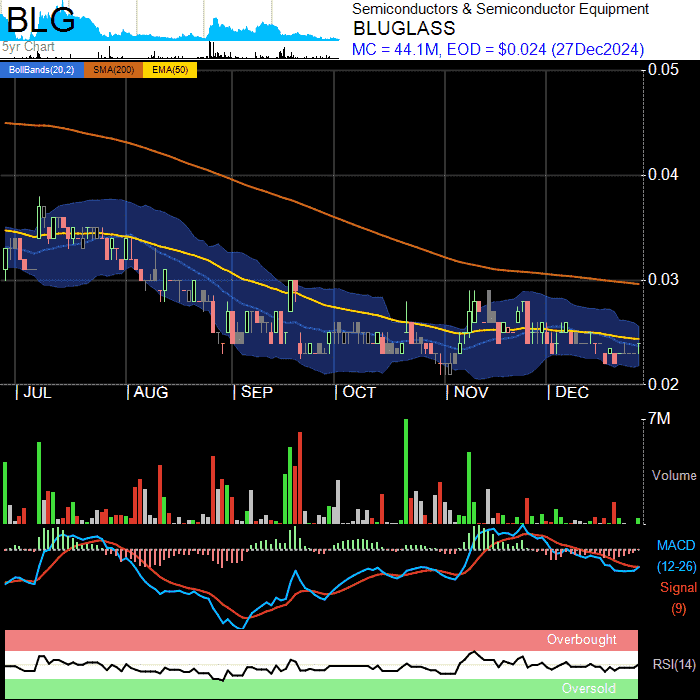 BLG
5yr Chart
Semiconductors & Semiconductor Equipment
BLUGLASS
MC = 44.1M, EOD = $0.024 (27Dec2024)
BollBands(20,2) SMA(200) EMA(50)
0.05
0.04
0.03
0.02
JUL AUG SEP OCT NOV DEC
7M
Volume
MACD
(12-26)
Signal
(9)
Overbought
RSI(14)
Oversold